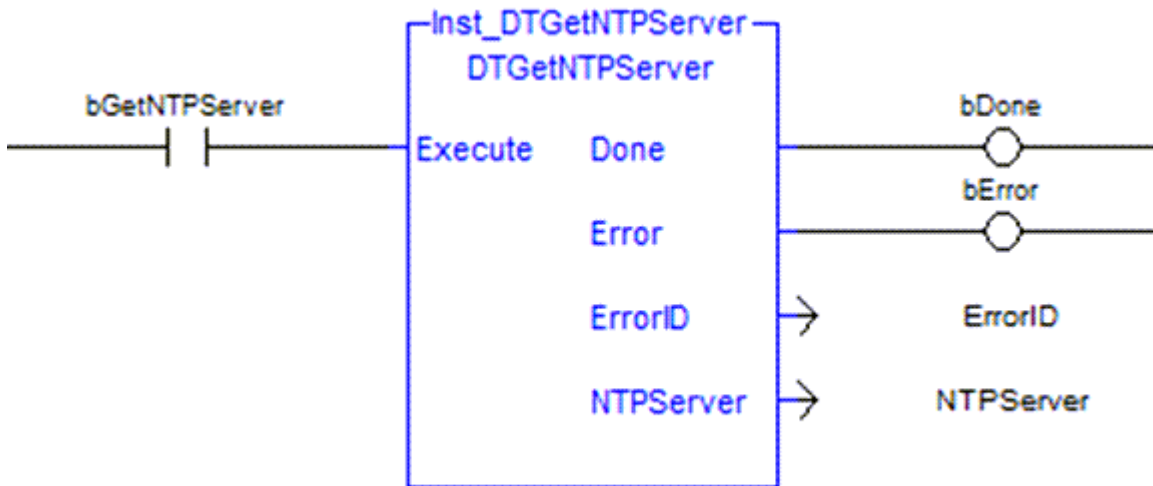 Inst_DTGetNTPServer
DTGetNTPServer
bGetNTPServer
bDone
Execute Done
bError
Error
ErrorID ErrorID
NTPServer NTPServer